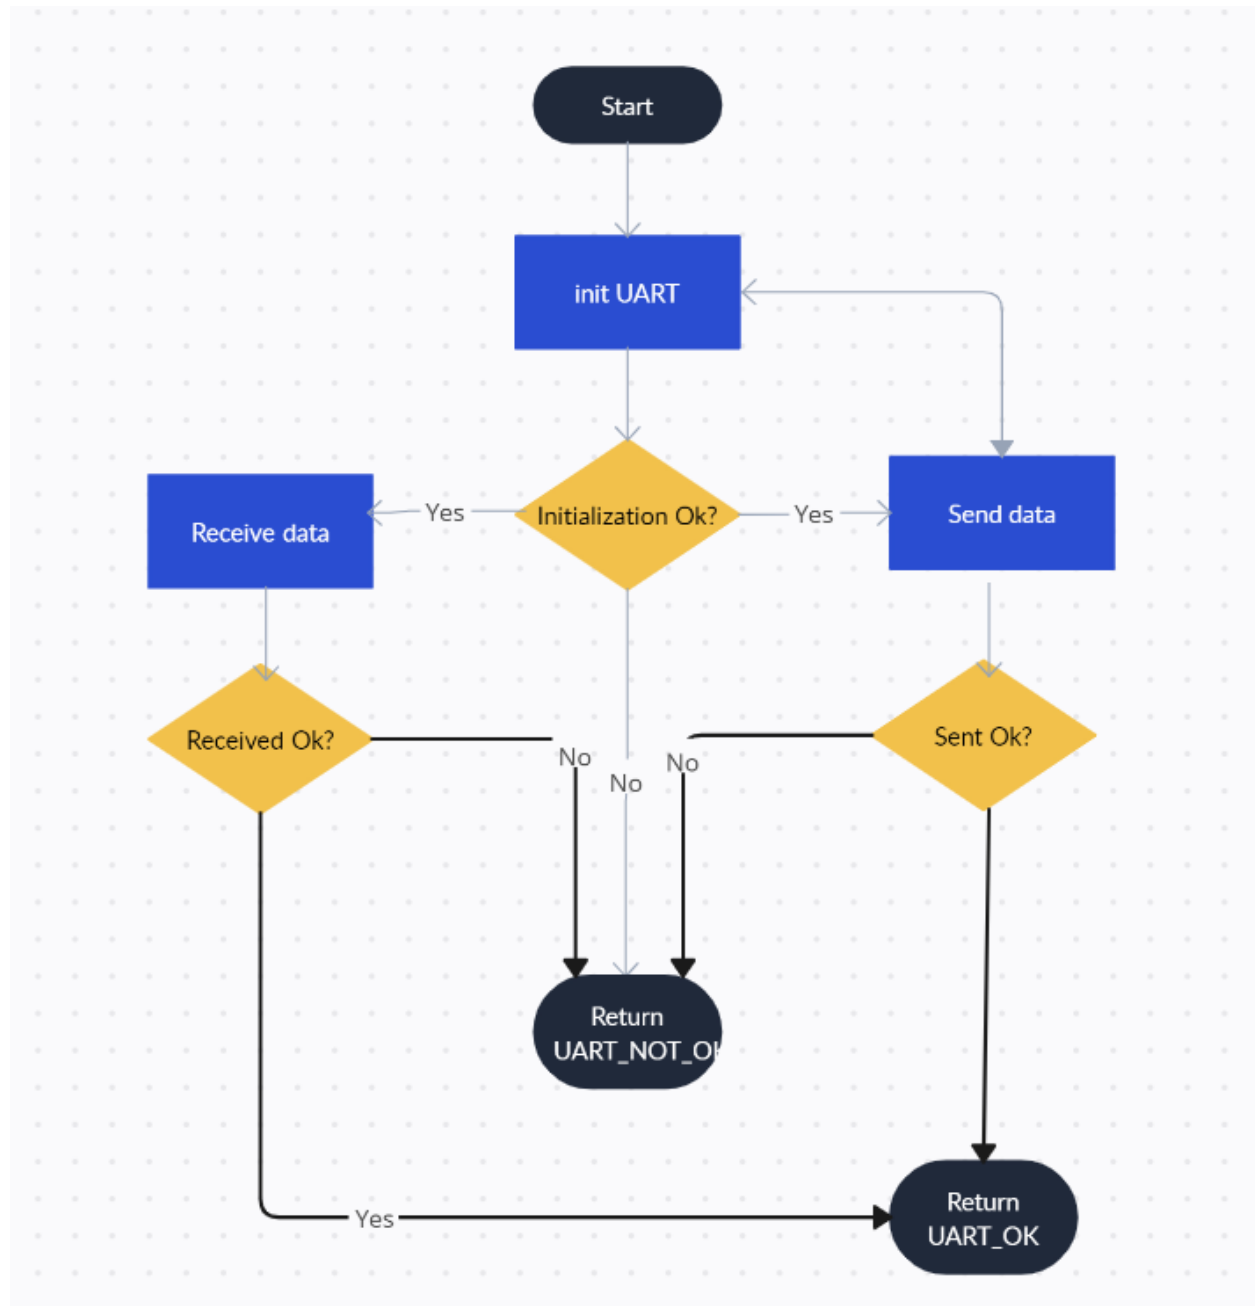 Start
init UART
Initialization Ok?
Yes
Yes
Receive data
Send data
Received Ok?
Sent Ok?
No
No
No
Return
UART_NOT_OK
Return
UART_OK
Yes